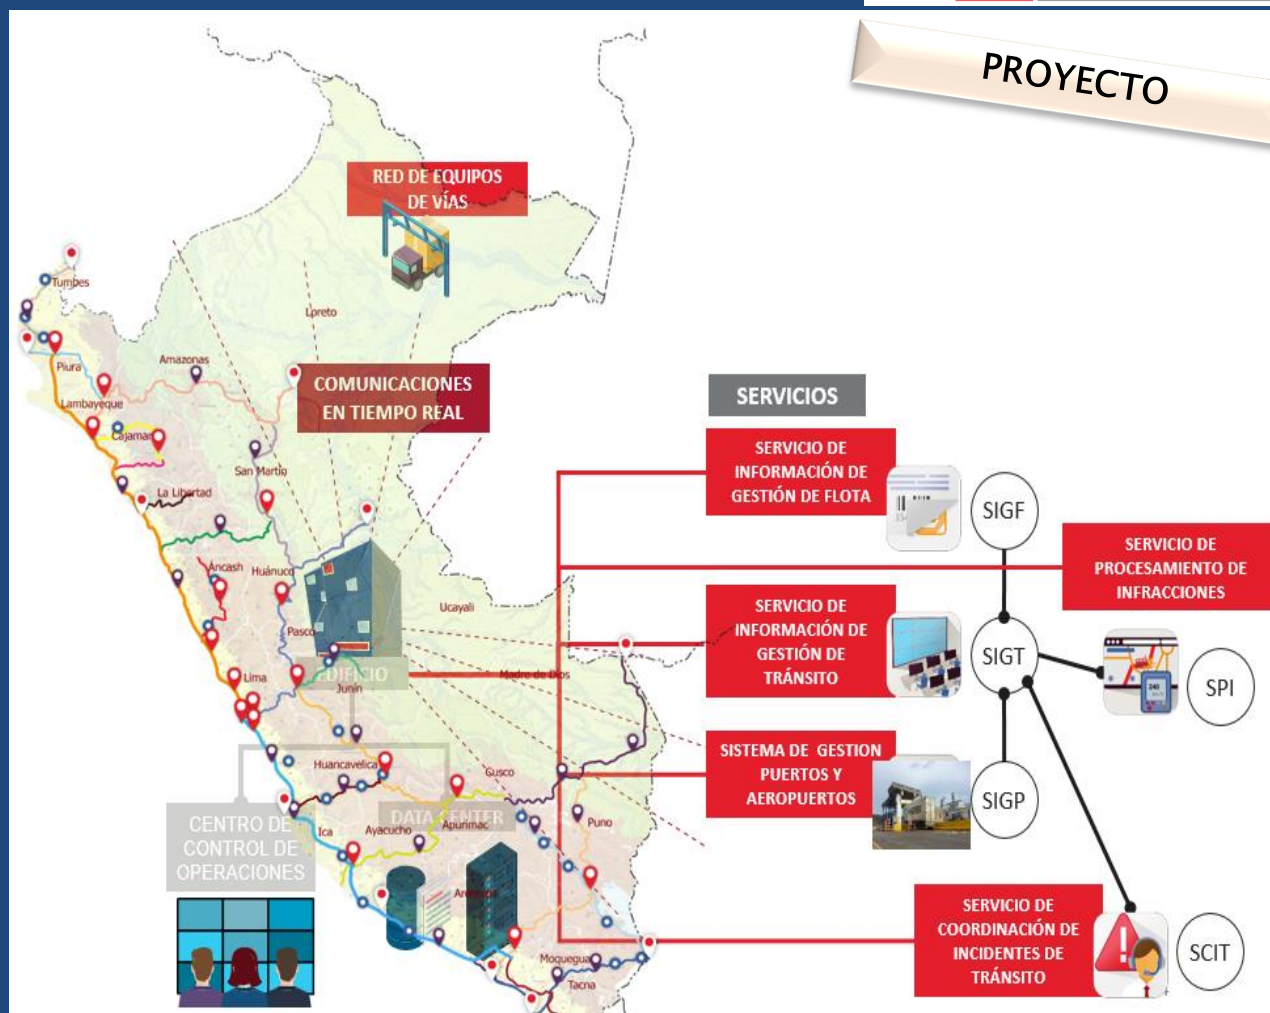 PROYECTO
RED DE EQUIPOS
DE VÍAS
Tumbes
Loreto
Piura
Amazonas
COMUNICACIONES
EN TIEMPO REAL
Lambayeque
Cajamar
San Martín
La Libertad
Áncash
Huánuco
Ucayali
Pasco
EDIFICIO
Lima
Junín
Madre de Dios
Huancavelica
Cusco
CENTRO DE
CONTROL DE
OPERACIONES
DATA CENTER
Ica
Ayacucho
Apurimac
Puno
Moquegua
Tacna
SERVICIOS
SERVICIO DE
INFORMACIÓN DE
GESTIÓN DE FLOTA
SIGF
SERVICIO DE
PROCESAMIENTO DE
INFRACCIONES
SERVICIO DE
INFORMACIÓN DE
GESTIÓN DE
TRÁNSITO
SIGT
240
SPI
SISTEMA DE GESTION
PUERTOS Y
AEROPUERTOS
SIGP
SERVICIO DE
COORDINACIÓN DE
INCIDENTES DE
TRÁNSITO
SCIT